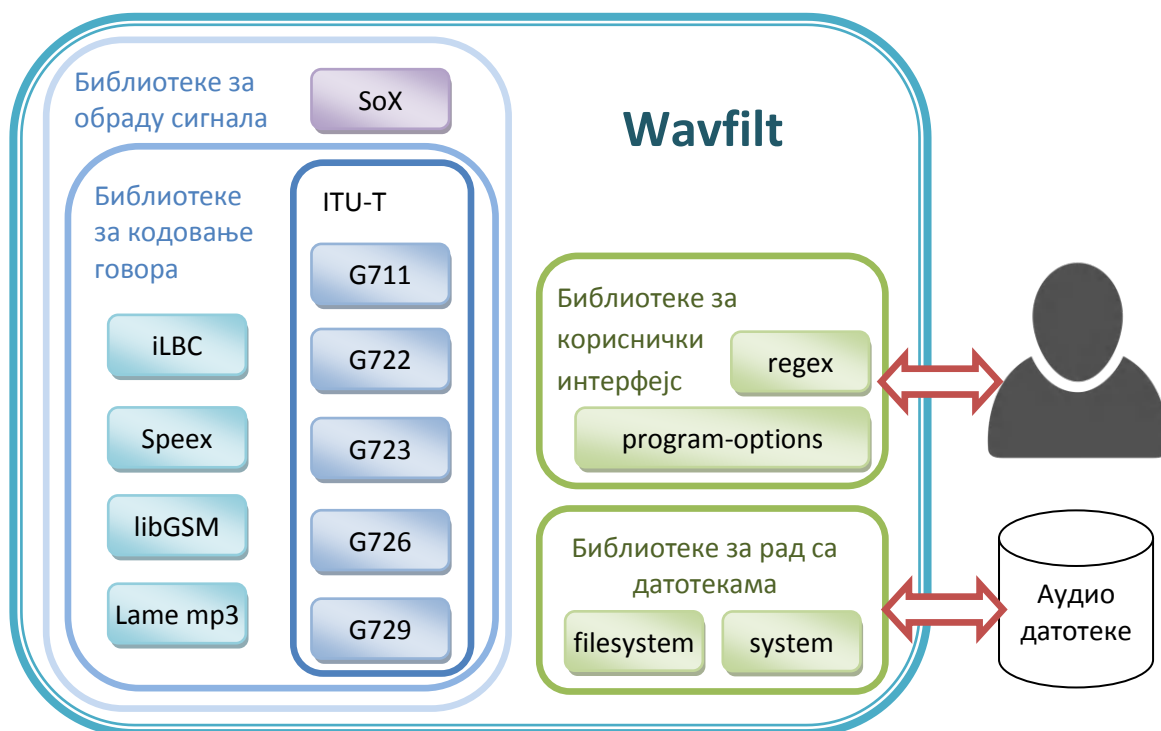 Библиотеке за
обраду сигнала
SoX
Wavfilt
Библиотеке
за кодовање
говора
ITU-T
iLBC
Speex
libGSM
Lame mp3
G711
G722
G723
G726
G729
Библиотеке за
кориснички
интерфејс
regex
program-options
Библиотеке за рад са
датотекама
filesystem
system
Аудио
датотеке